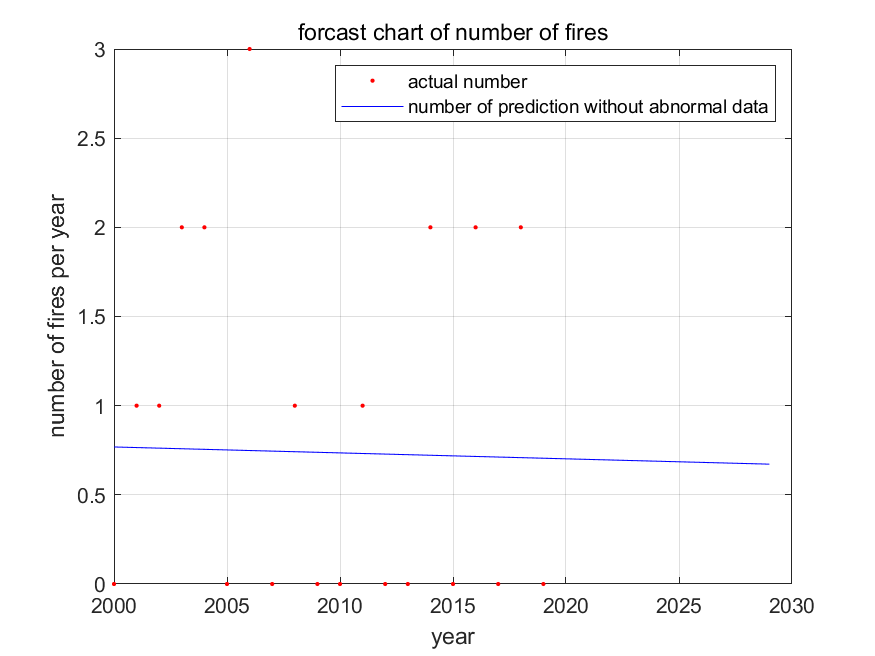 forcast chart of number of fires
actual number
number of prediction without abnormal data
number of fires per year
3
2.5
2
1.5
1
0.5
0
2000 2005 2010 2015 2020 2025 2030
year